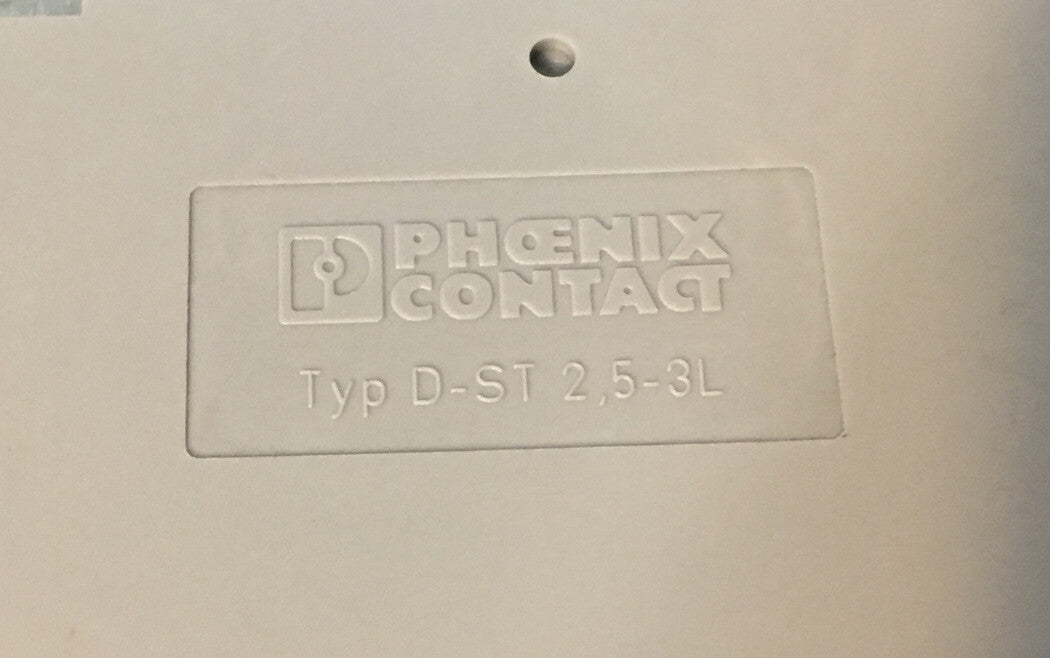 PHŒNIX
CONTACT
Typ D-ST 2,5-3L